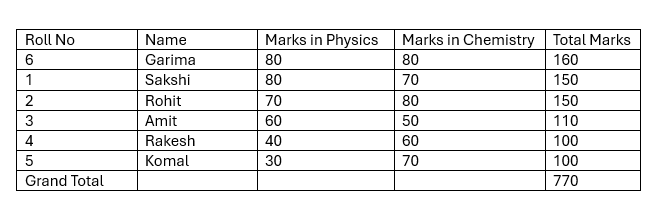 Roll No Name Marks in Physics Marks in Chemistry Total Marks
6 Garima 80 80 160
1 Sakshi 80 70 150
2 Rohit 70 80 150
3 Amit 60 50 110
4 Rakesh 40 60 100
5 Komal 30 70 100
Grand Total 770